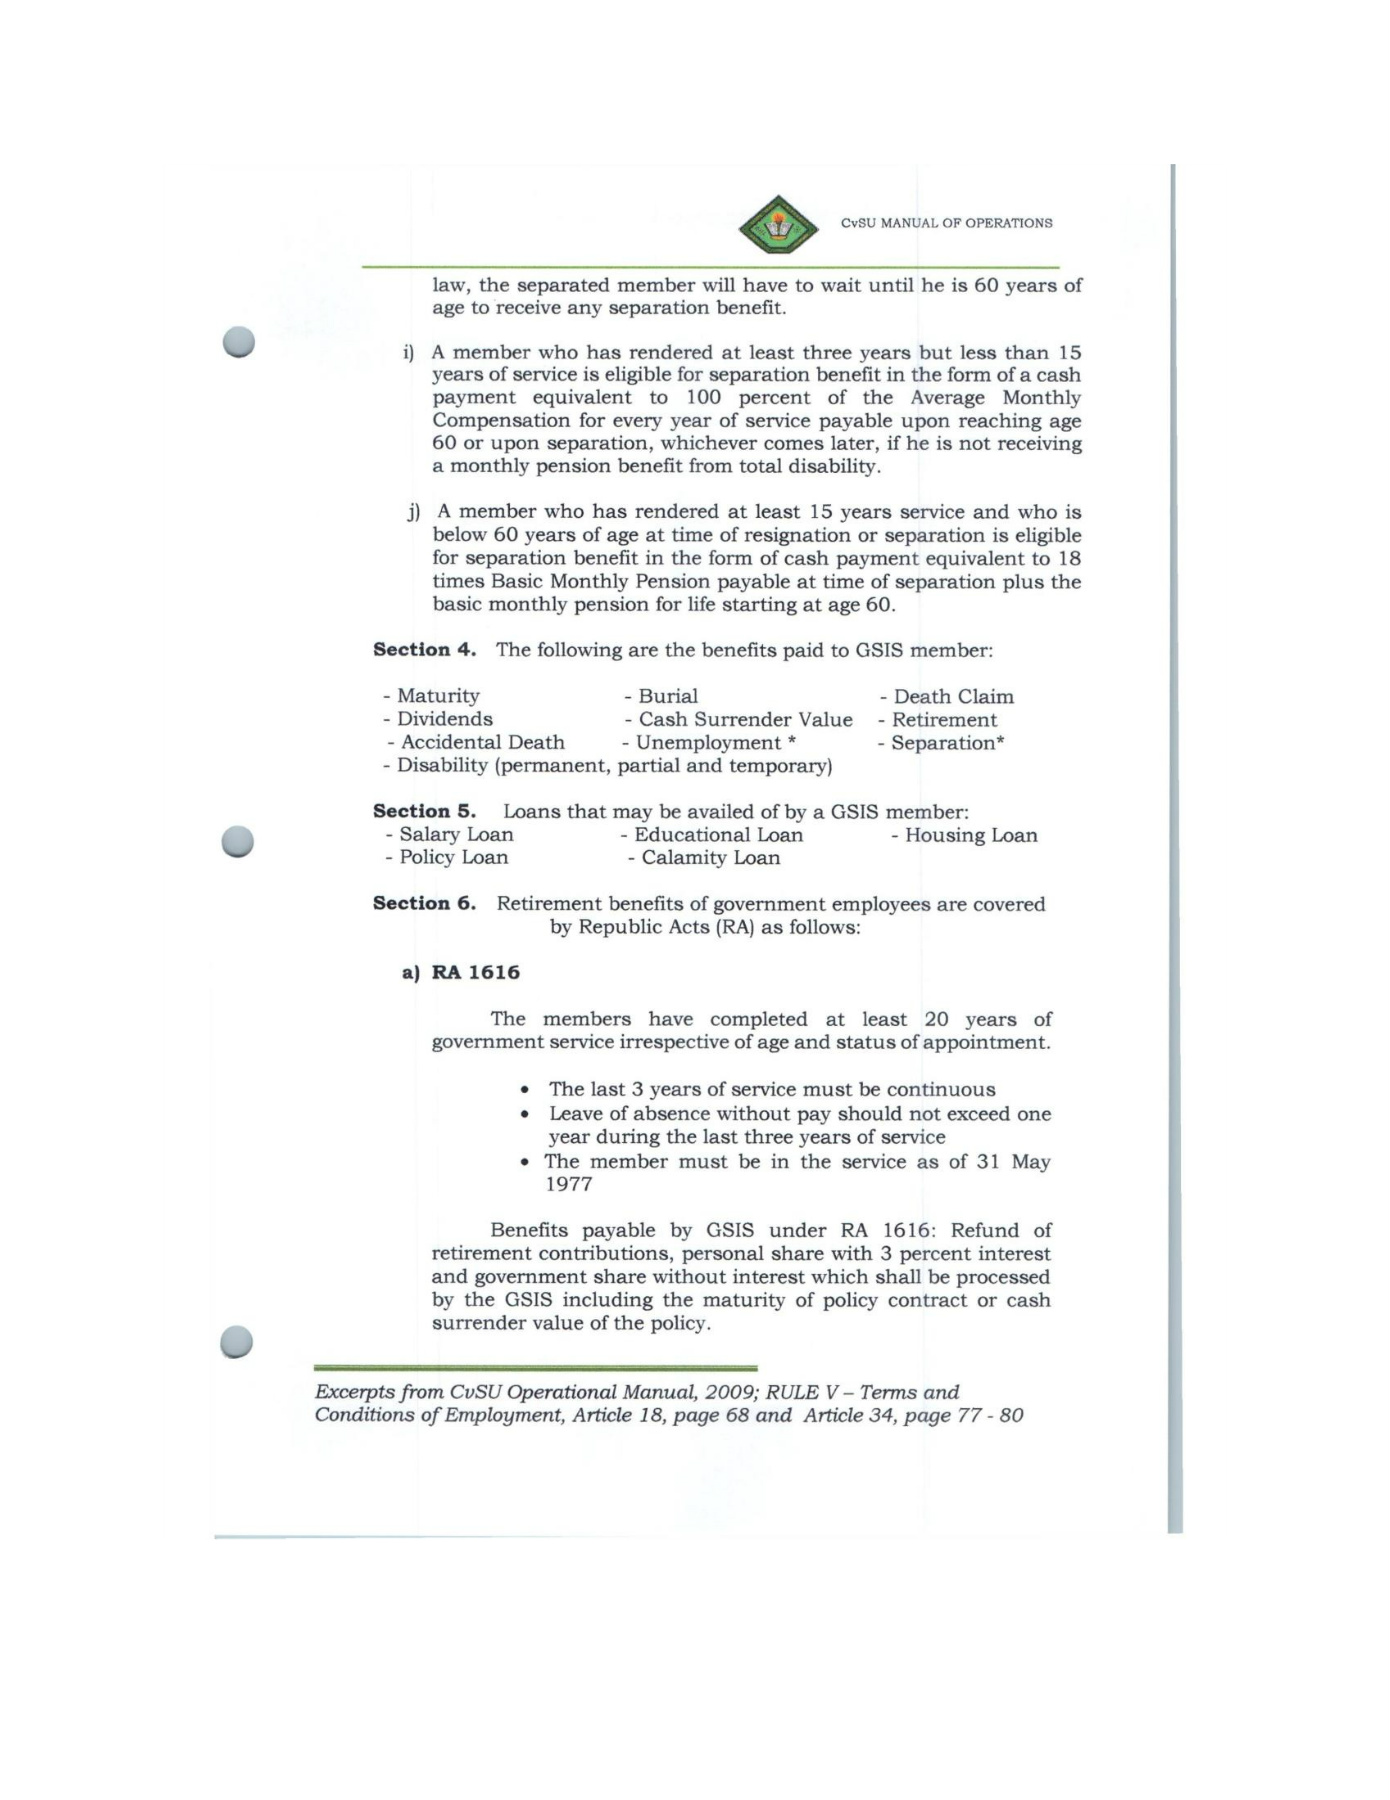 CvSU MANUAL OF OPERATIONS
law, the separated member will have to wait until he is 60 years of
age to receive any separation benefit.
i) A member who has rendered at least three years but less than 15
years of service is eligible for separation benefit in the form of a cash
payment equivalent to 100 percent of the Average Monthly
Compensation for every year of service payable upon reaching age
60 or upon separation, whichever comes later, if he is not receiving
a monthly pension benefit from total disability.
j) A member who has rendered at least 15 years service and who is
below 60 years of age at time of resignation or separation is eligible
for separation benefit in the form of cash payment equivalent to 18
times Basic Monthly Pension payable at time of separation plus the
basic monthly pension for life starting at age 60.
Section 4. The following are the benefits paid to GSIS member:
- Maturity - Burial - Death Claim
- Dividends - Cash Surrender Value - Retirement
- Accidental Death - Unemployment * - Separation*
- Disability (permanent, partial and temporary)
Section 5. Loans that may be availed of by a GSIS member:
- Salary Loan - Educational Loan - Housing Loan
- Policy Loan - Calamity Loan
Section 6. Retirement benefits of government employees are covered
by Republic Acts (RA) as follows:
a) RA 1616
The members have completed at least 20 years of
government service irrespective of age and status of appointment.
• The last 3 years of service must be continuous
• Leave of absence without pay should not exceed one
year during the last three years of service
• The member must be in the service as of 31 May
1977
Benefits payable by GSIS under RA 1616: Refund of
retirement contributions, personal share with 3 percent interest
and government share without interest which shall be processed
by the GSIS including the maturity of policy contract or cash
surrender value of the policy.
Excerpts from CvSU Operational Manual, 2009; RULE V – Terms and
Conditions of Employment, Article 18, page 68 and Article 34, page 77 - 80